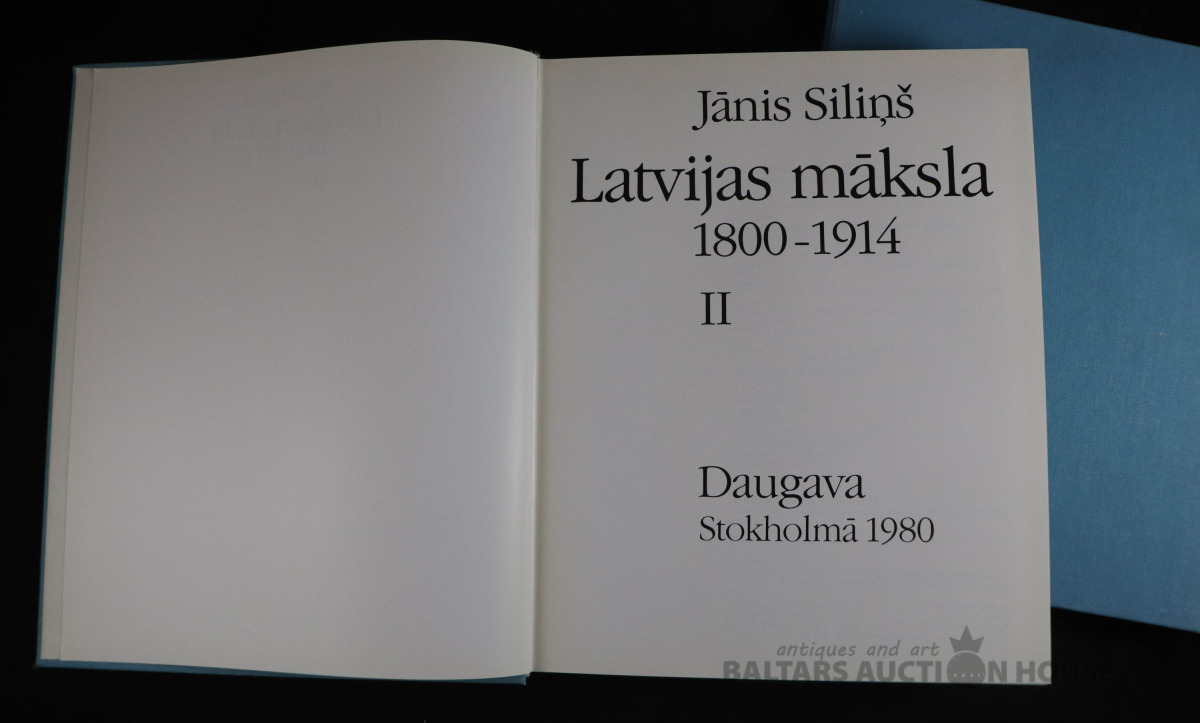 Jānis Siliņš
Latvijas māksla
1800-1914
II
Daugava
Stokholmā 1980
antiques and art
BALTARS AUCTION HOUSE